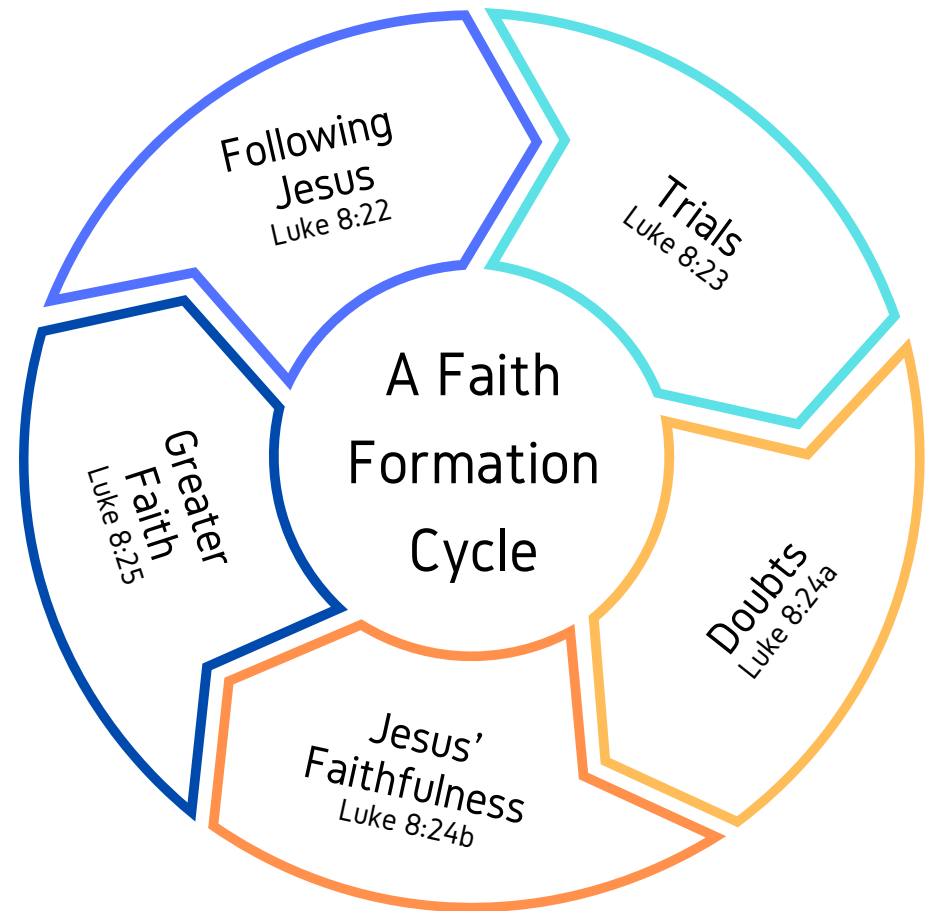 A Faith
Formation
Cycle
Following
Jesus
Luke 8:22
Trials
Luke 8:23
Doubts
Luke 8:24a
Jesus’
Faithfulness
Luke 8:24b
Greater
Faith
Luke 8:25